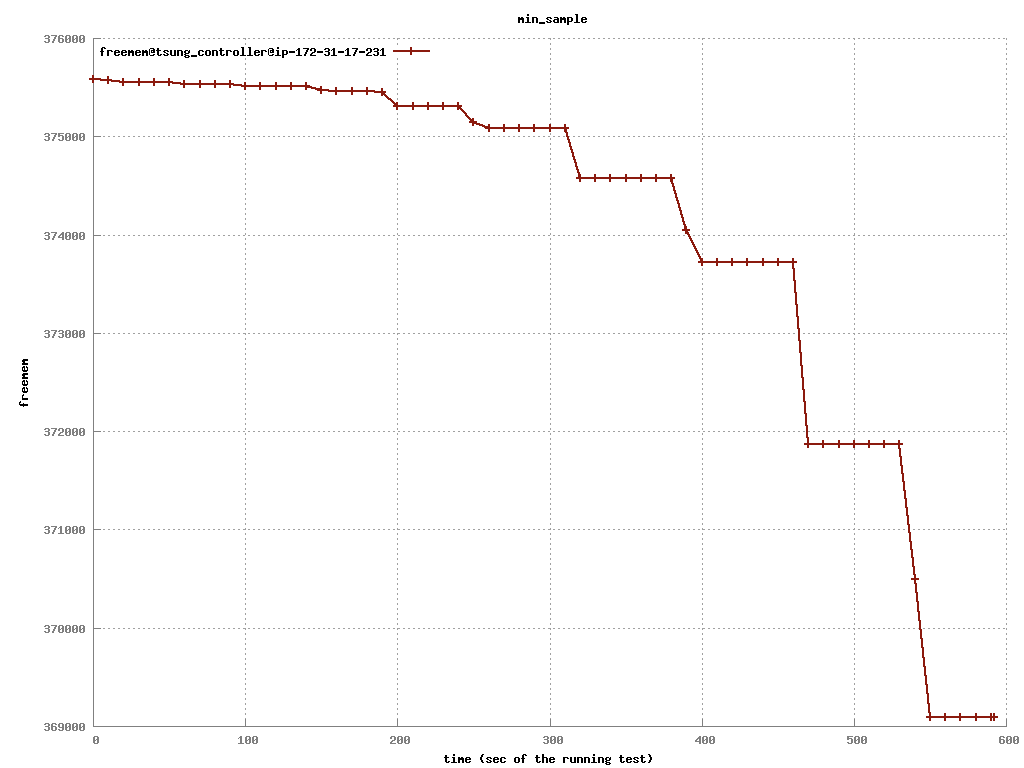 min_sample
376000
freemem@tsung_controller@ip-172-31-17-231
375000
374000
373000
freemem
372000
371000
370000
369000
0 100 200 300 400 500 600
time (sec of the running test)